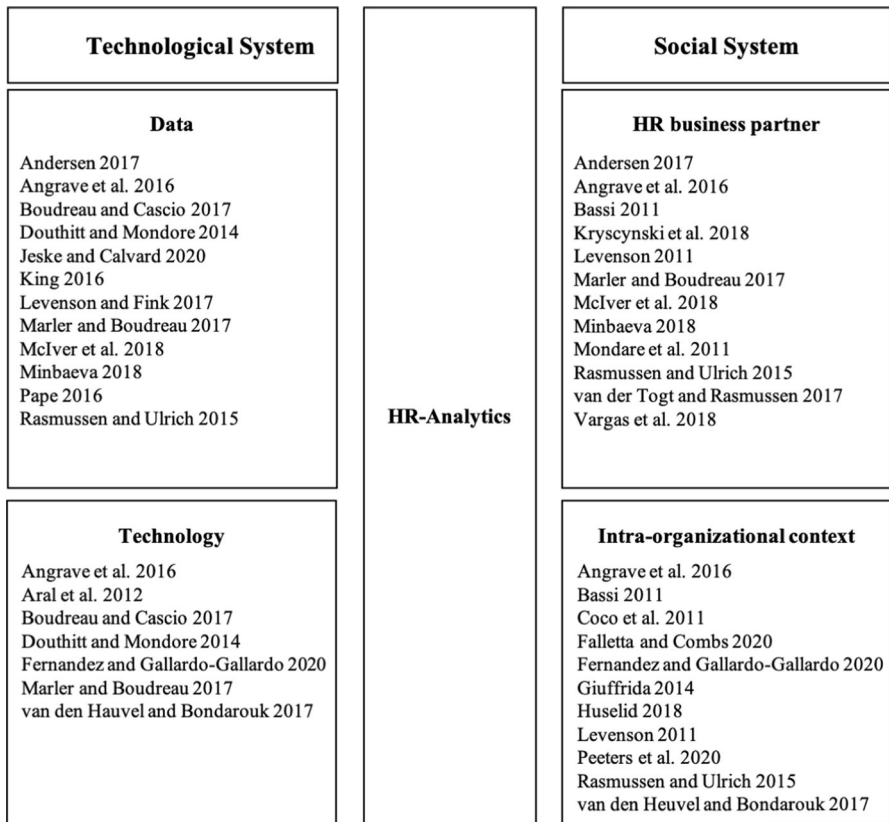 Technological System
Data
Andersen 2017
Angrave et al. 2016
Boudreau and Cascio 2017
Douthitt and Mondore 2014
Jeske and Calvard 2020
King 2016
Levenson and Fink 2017
Marler and Boudreau 2017
McIver et al. 2018
Minbaeva 2018
Pape 2016
Rasmussen and Ulrich 2015
Technology
Angrave et al. 2016
Aral et al. 2012
Boudreau and Cascio 2017
Douthitt and Mondore 2014
Fernandez and Gallardo-Gallardo 2020
Marler and Boudreau 2017
van den Hauvel and Bondarouk 2017
HR-Analytics
Social System
HR business partner
Andersen 2017
Angrave et al. 2016
Bassi 2011
Kryscynski et al. 2018
Levenson 2011
Marler and Boudreau 2017
McIver et al. 2018
Minbaeva 2018
Mondare et al. 2011
Rasmussen and Ulrich 2015
van der Togt and Rasmussen 2017
Vargas et al. 2018
Intra-organizational context
Angrave et al. 2016
Bassi 2011
Coco et al. 2011
Falletta and Combs 2020
Fernandez and Gallardo-Gallardo 2020
Giuffrida 2014
Huselid 2018
Levenson 2011
Peeters et al. 2020
Rasmussen and Ulrich 2015
van den Heuvel and Bondarouk 2017